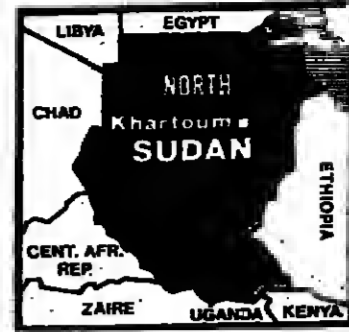 EGYPT
LIBYA
NORTH
CHAD
Khartoum
SUDAN
ETHIOPIA
CENT. AFR.
REP.
ZAIRE
UGANDA
KENYA